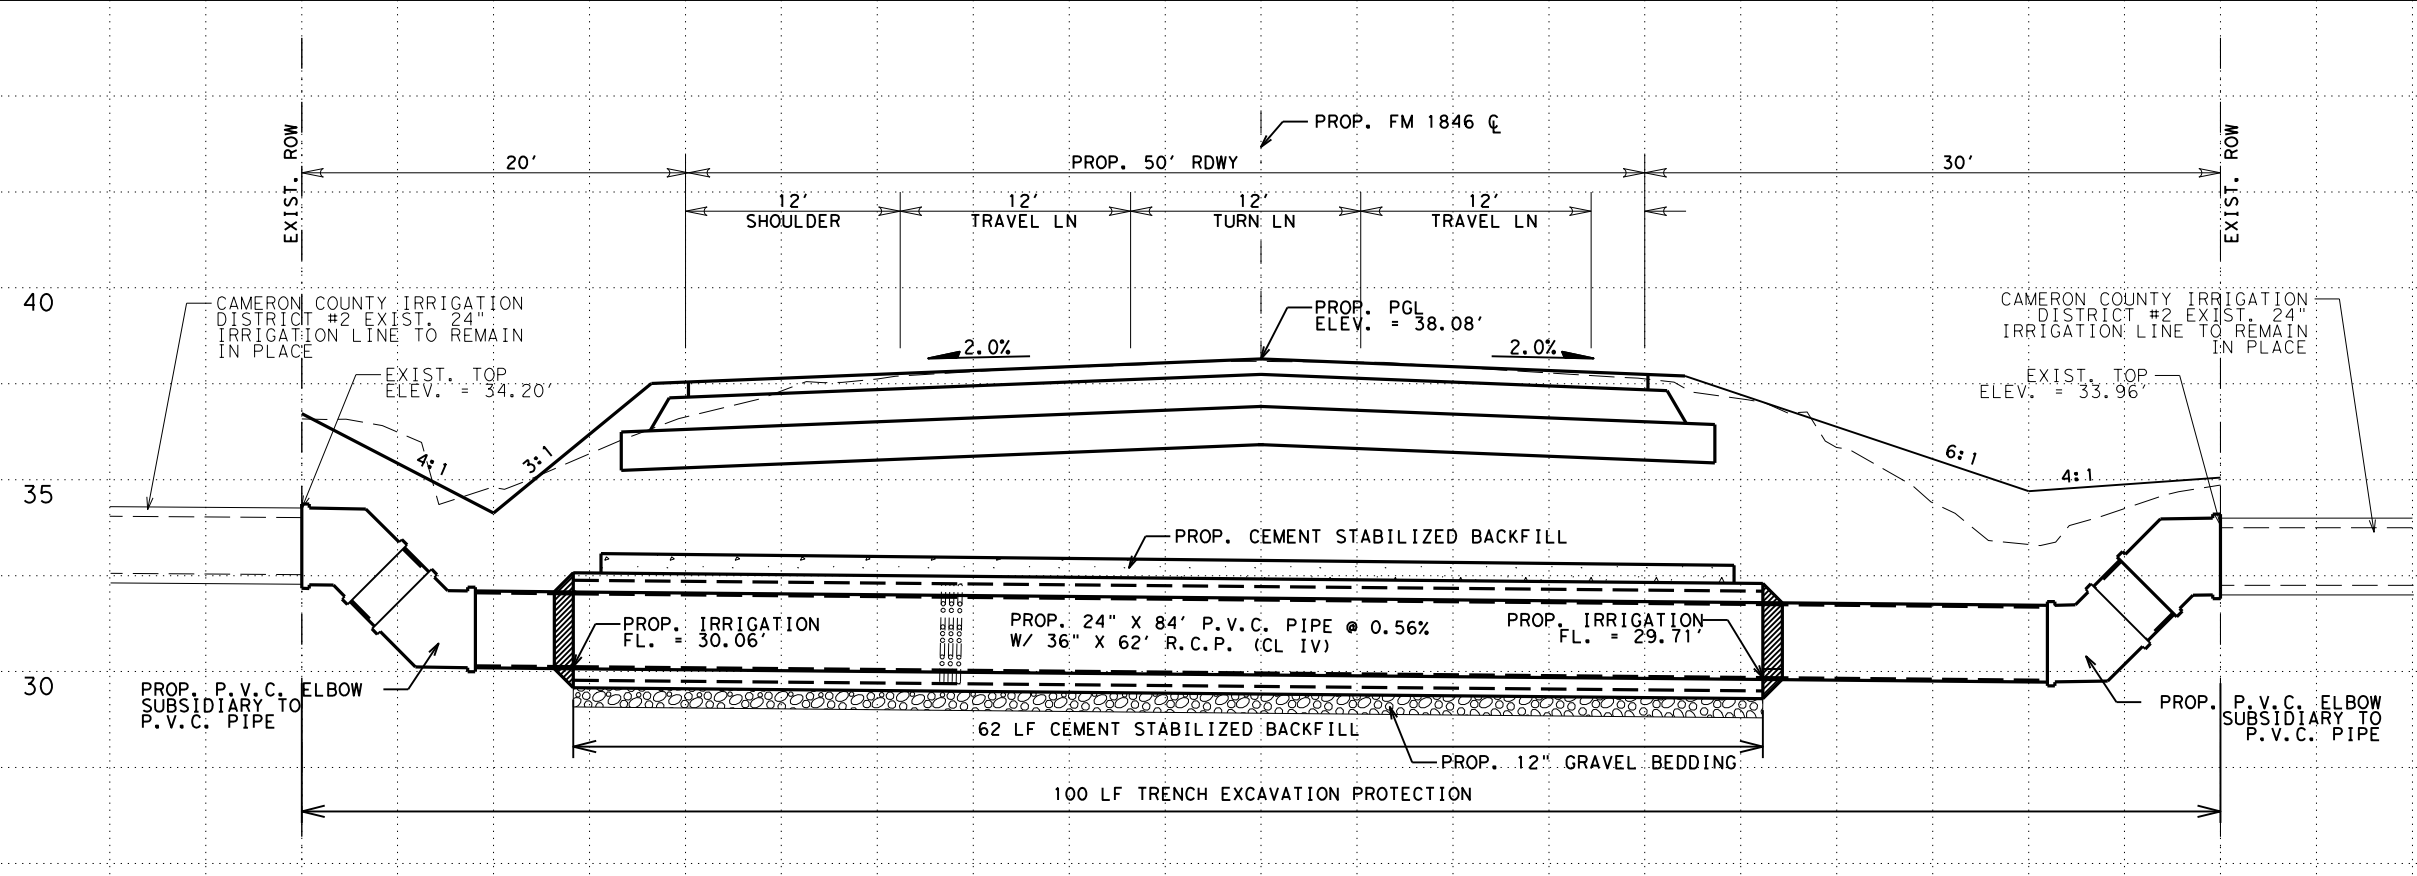 PROP. FM 1846 ℄
EXIST. ROW
20'
PROP. 50' RDWY
30'
EXIST. ROW
12'
SHOULDER
12'
TRAVEL LN
12'
TURN LN
12'
TRAVEL LN
40
CAMERON COUNTY IRRIGATION
DISTRICT #2 EXIST. 24"
IRRIGATION LINE TO REMAIN
IN PLACE
PROP. PGL
ELEV. = 38.08'
CAMERON COUNTY IRRIGATION
DISTRICT #2 EXIST. 24"
IRRIGATION LINE TO REMAIN
IN PLACE
2.0%
2.0%
EXIST. TOP
ELEV. = 34.20'
EXIST. TOP
ELEV. = 33.96'
4:1
3:1
6:1
4:1
35
PROP. CEMENT STABILIZED BACKFILL
PROP. IRRIGATION
FL. = 30.06'
PROP. 24" X 84' P.V.C. PIPE @ 0.56%
W/ 36" X 62' R.C.P. (CL IV)
PROP. IRRIGATION
FL. = 29.71'
30
PROP. P.V.C. ELBOW
SUBSIDIARY TO
P.V.C. PIPE
PROP. P.V.C. ELBOW
SUBSIDIARY TO
P.V.C. PIPE
62 LF CEMENT STABILIZED BACKFILL
PROP. 12" GRAVEL BEDDING
100 LF TRENCH EXCAVATION PROTECTION